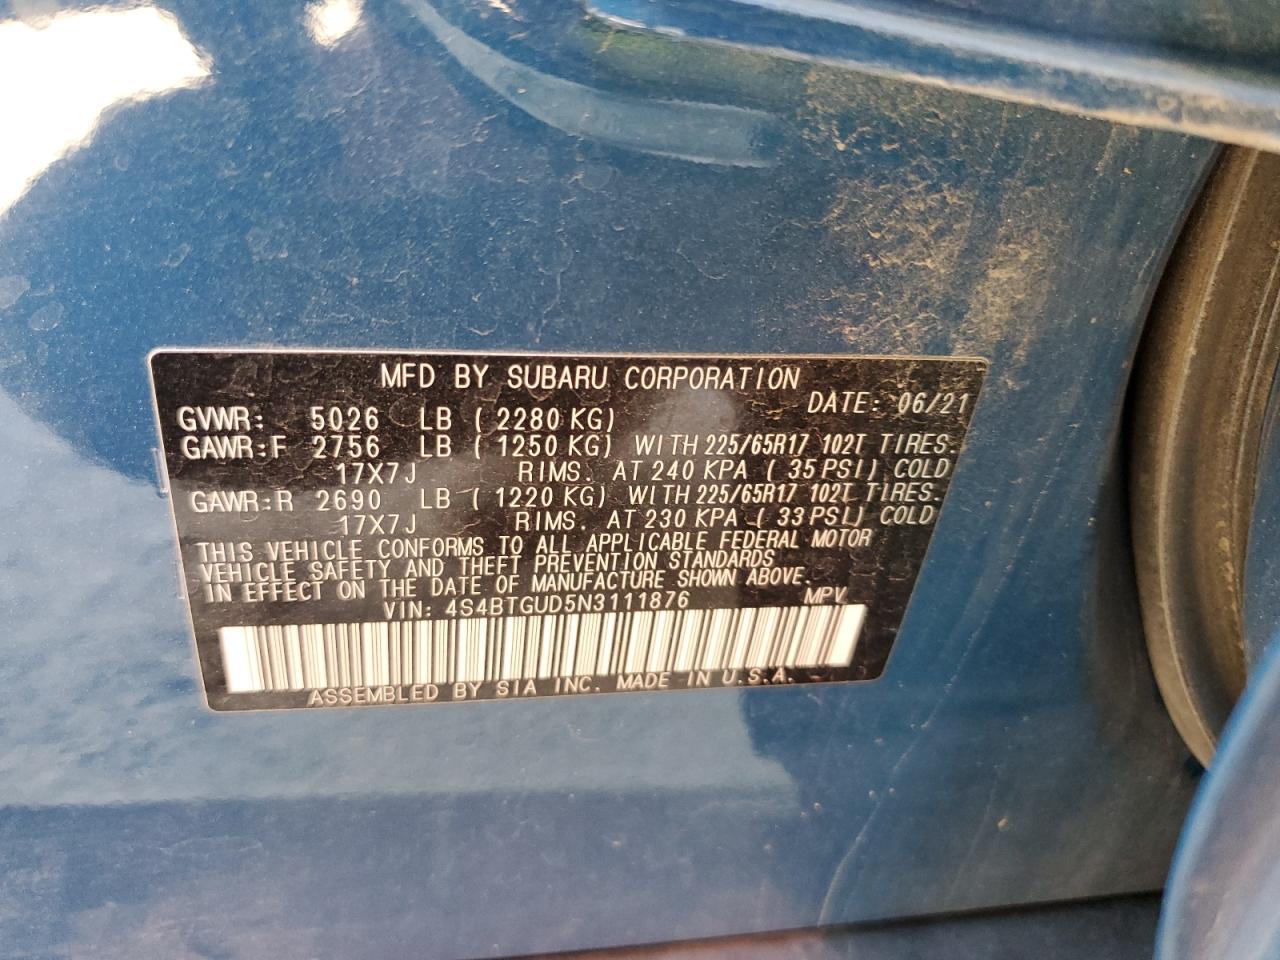 MFD BY SUBARU CORPORATION
DATE: 06/21
GVWR: 5026 LB ( 2280 KG)
GAWR:F 2756 LB ( 1250 KG) WITH 225/65R17 102T TIRES.
17X7J RIMS. AT 240 KPA ( 35 PSI) COLD
GAWR:R 2690 LB ( 1220 KG) WITH 225/65R17 102T TIRES.
17X7J RIMS. AT 230 KPA ( 33 PSI) COLD
THIS VEHICLE CONFORMS TO ALL APPLICABLE FEDERAL MOTOR
VEHICLE SAFETY AND THEFT PREVENTION STANDARDS
IN EFFECT ON THE DATE OF MANUFACTURE SHOWN ABOVE.
VIN: 4S4BTGUD5N3111876 MPV
ASSEMBLED BY SIA INC. MADE IN U.S.A.